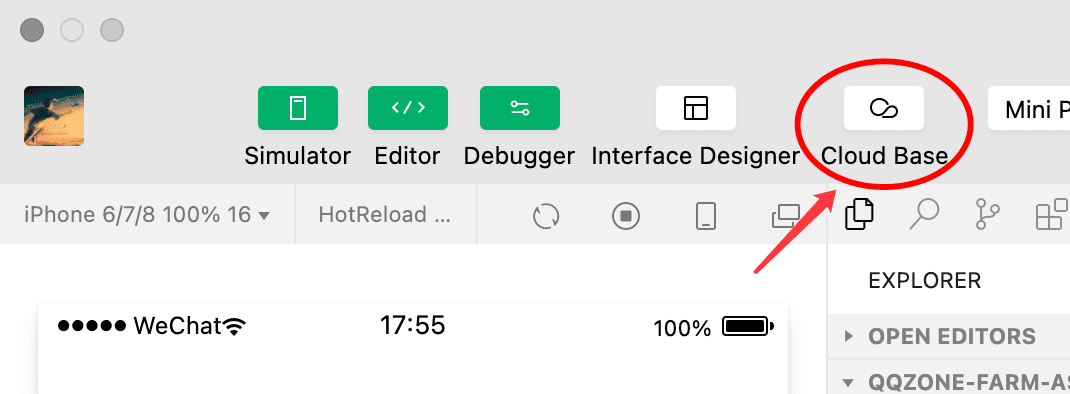 Simulator Editor Debugger Interface Designer Cloud Base Mini P
iPhone 6/7/8 100% 16 HotReload ...
EXPLORER
WeChat 17:55 100%
OPEN EDITORS
QQZONE-FARM-AS